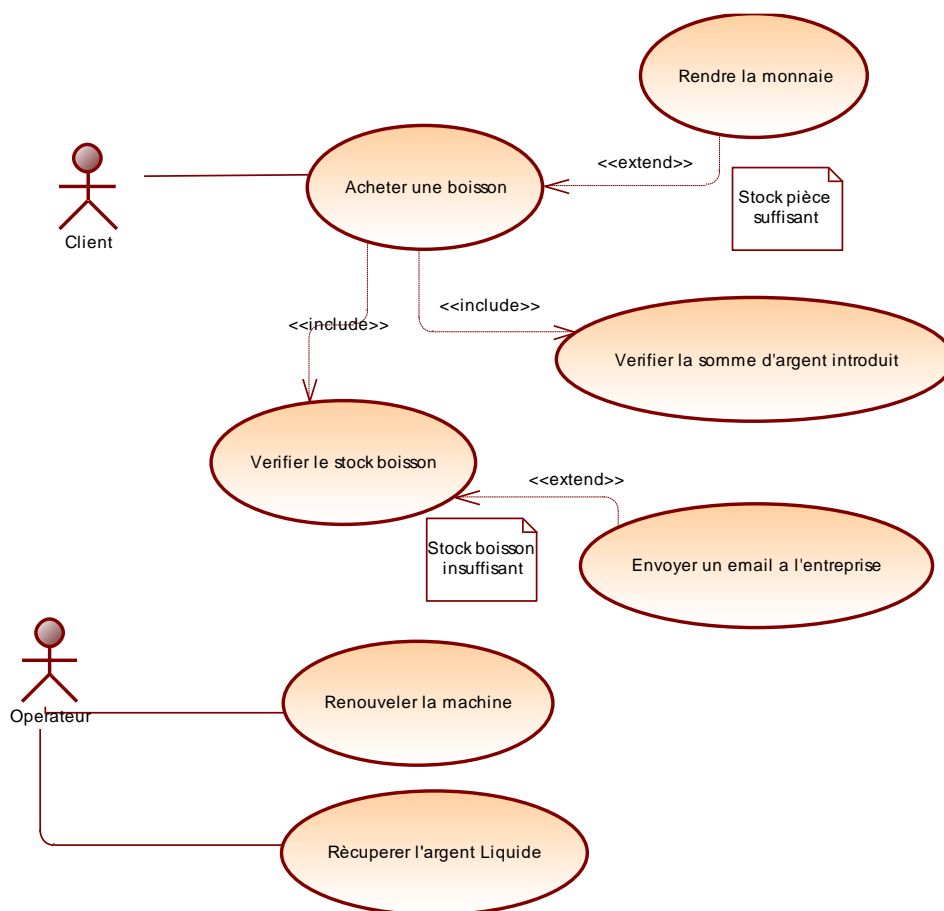 Rendre la monnaie
<<extend>>
Acheter une boisson
Stock pièce
suffisant
Client
<<include>>
<<include>>
Verifier la somme d'argent introduit
Verifier le stock boisson
<<extend>>
Stock boisson
insuffisant
Envoyer un email a l'entreprise
Renouveler la machine
Operateur
Rècuperer l'argent Liquide